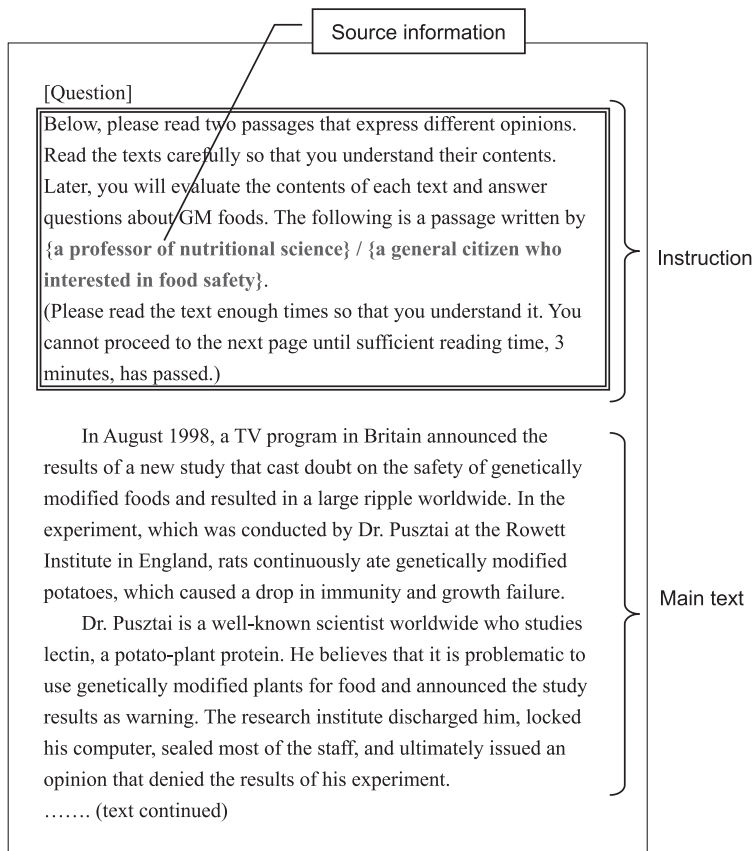 Source information
[Question]
Below, please read two passages that express different opinions.
Read the texts carefully so that you understand their contents.
Later, you will evaluate the contents of each text and answer
questions about GM foods. The following is a passage written by
{a professor of nutritional science} / {a general citizen who
interested in food safety}.
(Please read the text enough times so that you understand it. You
cannot proceed to the next page until sufficient reading time, 3
minutes, has passed.)
Instruction
In August 1998, a TV program in Britain announced the
results of a new study that cast doubt on the safety of genetically
modified foods and resulted in a large ripple worldwide. In the
experiment, which was conducted by Dr. Pusztai at the Rowett
Institute in England, rats continuously ate genetically modified
potatoes, which caused a drop in immunity and growth failure.
Dr. Pusztai is a well-known scientist worldwide who studies
lectin, a potato-plant protein. He believes that it is problematic to
use genetically modified plants for food and announced the study
results as warning. The research institute discharged him, locked
his computer, sealed most of the staff, and ultimately issued an
opinion that denied the results of his experiment.
……. (text continued)
Main text